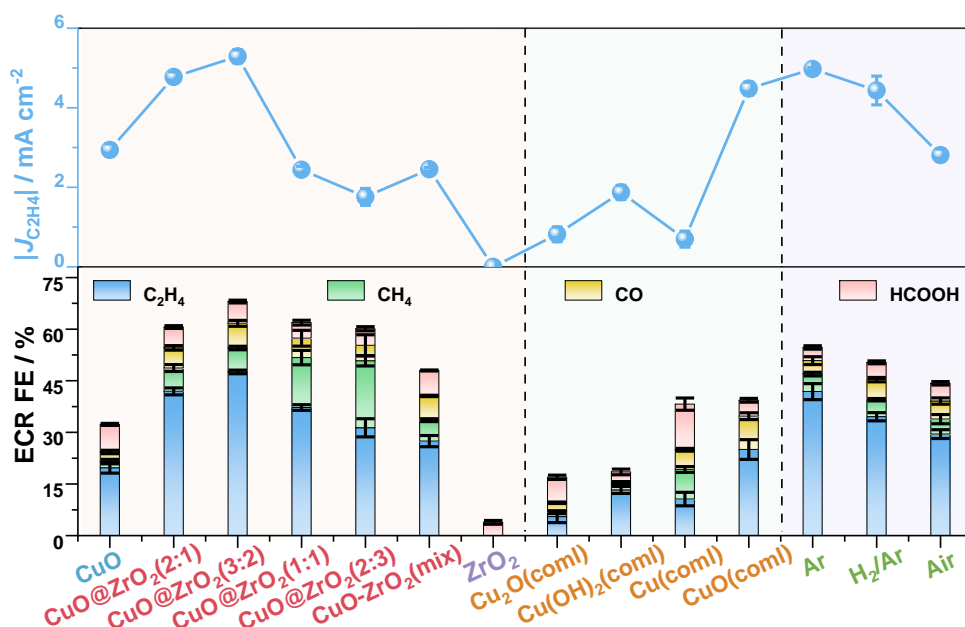 6
4
2
0
|J_C2H4| / mA cm⁻²
75
60
45
30
15
0
ECR FE / %
C₂H₄
CH₄
CO
HCOOH
CuO
CuO@ZrO₂(2:1)
CuO@ZrO₂(3:2)
CuO@ZrO₂(1:1)
CuO@ZrO₂(2:3)
CuO-ZrO₂(mix)
ZrO₂
Cu₂O(coml)
Cu(OH)₂(coml)
Cu(coml)
CuO(coml)
Ar
H₂/Ar
Air